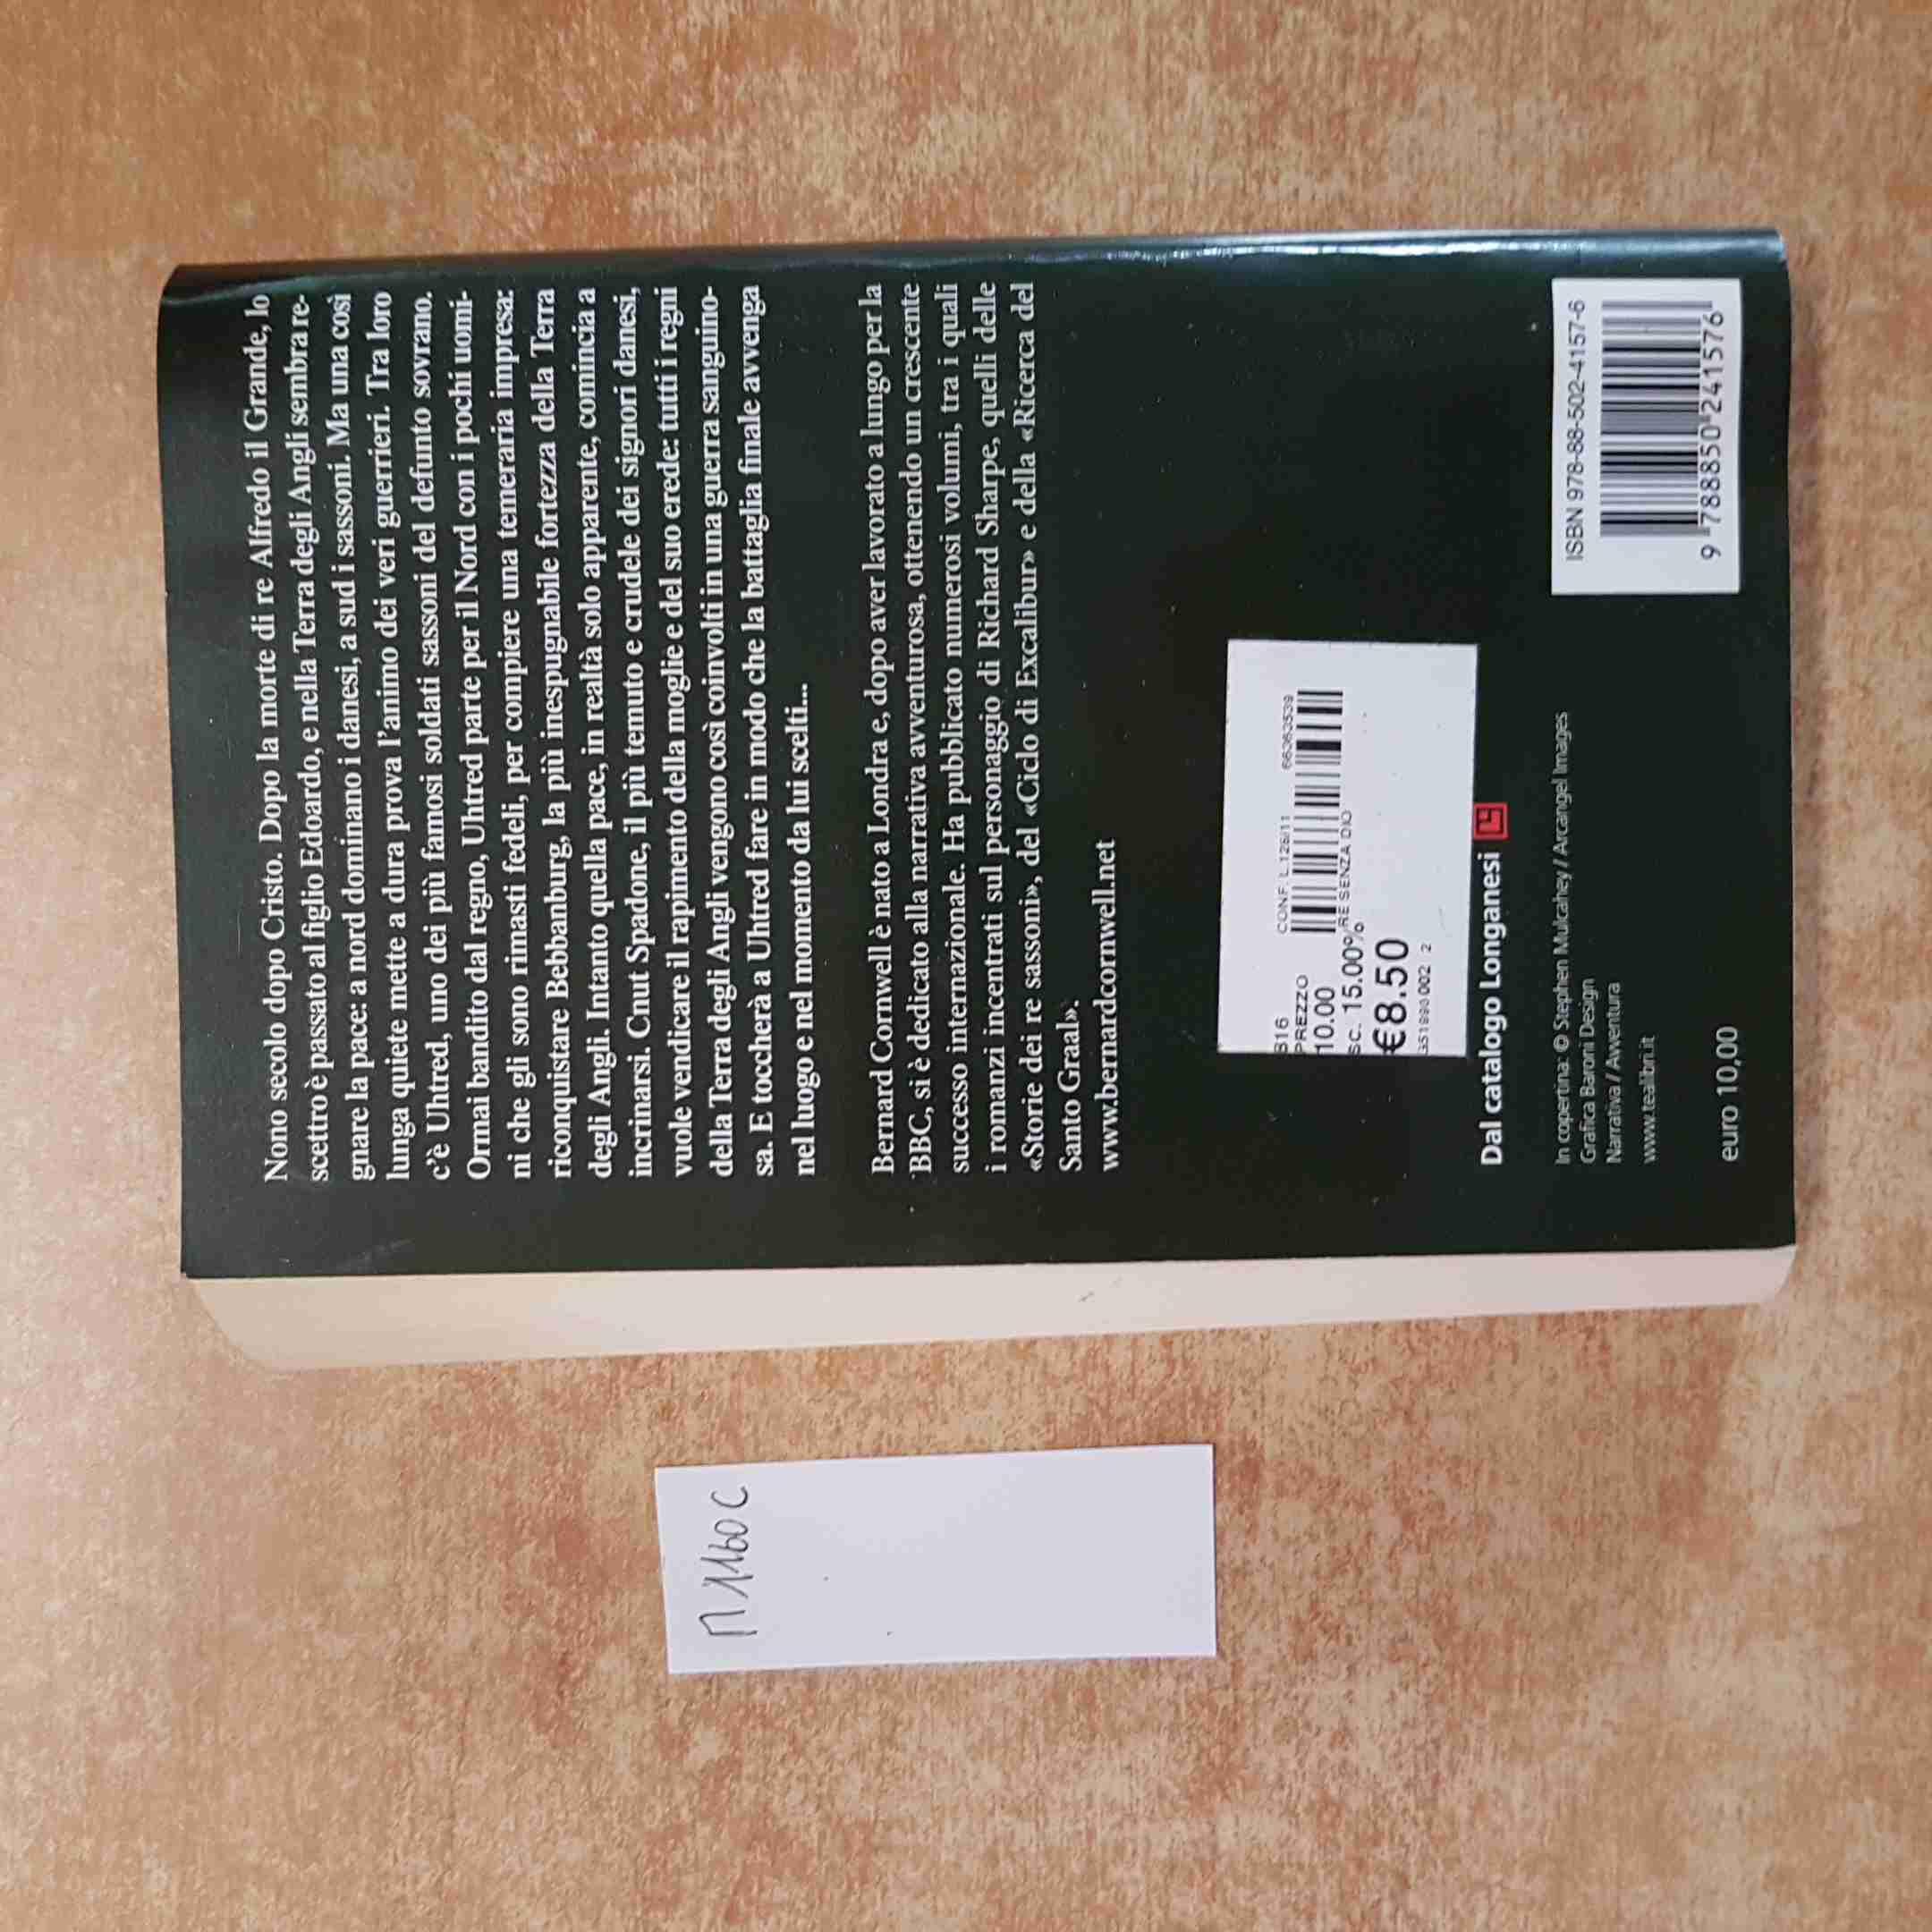 Nono secolo dopo Cristo. Dopo la morte di re Alfredo il Grande, lo
scettro è passato al figlio Edoardo, e nella Terra degli Angli sembra re-
gnare la pace: a nord dominano i danesi, a sud i sassoni. Ma una così
lunga quiete mette a dura prova l'animo dei veri guerrieri. Tra loro
c'è Uhtred, uno dei più famosi soldati sassoni del defunto sovrano.
Ormai bandito dal regno, Uhtred parte per il Nord con i pochi uomi-
ni che gli sono rimasti fedeli, per compiere una temeraria impresa:
riconquistare Bebbanburg, la più inespugnabile fortezza della Terra
degli Angli. Intanto quella pace, in realtà solo apparente, comincia a
incrinarsi. Cnut Spadone, il più temuto e crudele dei signori danesi,
vuole vendicare il rapimento della moglie e del suo erede: tutti i regni
della Terra degli Angli vengono così coinvolti in una guerra sanguino-
sa. E toccherà a Uhtred fare in modo che la battaglia finale avvenga
nel luogo e nel momento da lui scelti...
Bernard Cornwell è nato a Londra e, dopo aver lavorato a lungo per la
BBC, si è dedicato alla narrativa avventurosa, ottenendo un crescente
successo internazionale. Ha pubblicato numerosi volumi, tra i quali
i romanzi incentrati sul personaggio di Richard Sharpe, quelli delle
«Storie dei re sassoni», del «Ciclo di Excalibur» e della «Ricerca del
Santo Graal».
www.bernardcornwell.net
816 CONF. L.126/11 66363539
PREZZO
10.00
SC. 15.00% RE SENZA DIO
€8.50
002 2
Dal catalogo Longanesi
In copertina: © Stephen Mulcahey / Arcangel Images
Grafica Baroni Design
Narrativa / Avventura
www.tealibri.it
euro 10,00
ISBN 978-88-502-4157-6
9 788850 241576